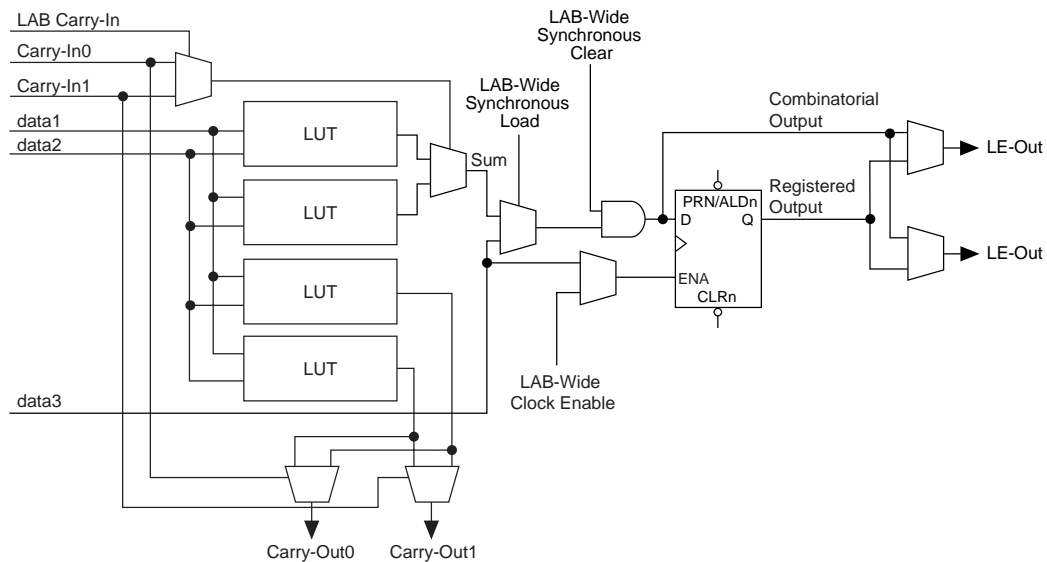 LAB Carry-In
Carry-In0
Carry-In1
data1
data2
LUT
LUT
LUT
LUT
data3
Sum
LAB-Wide
Synchronous
Load
LAB-Wide
Synchronous
Clear
LAB-Wide
Clock Enable
PRN/ALDn
D
Q
ENA
CLRn
Combinatorial
Output
Registered
Output
LE-Out
LE-Out
Carry-Out0
Carry-Out1